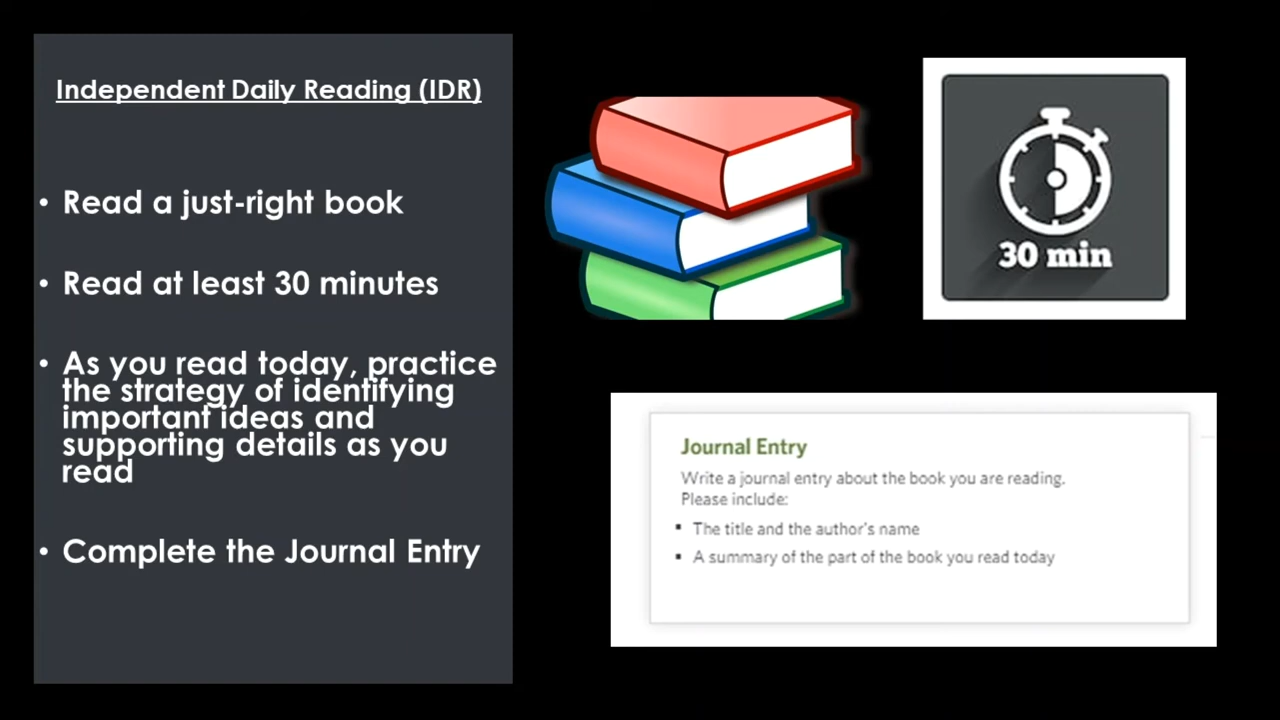 Independent Daily Reading (IDR)
• Read a just-right book
• Read at least 30 minutes
• As you read today, practice
the strategy of identifying
important ideas and
supporting details as you
read
• Complete the Journal Entry
30 min
Journal Entry
Write a journal entry about the book you are reading.
Please include:
▪ The title and the author's name
▪ A summary of the part of the book you read today